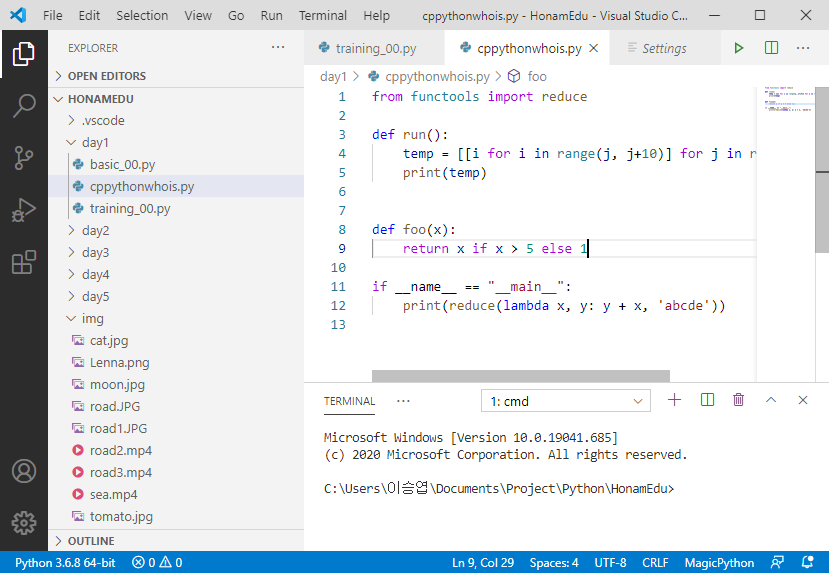 File Edit Selection View Go Run Terminal Help cppythonwhois.py - HonamEdu - Visual Studio C...
EXPLORER
OPEN EDITORS
HONAMEDU
.vscode
day1
basic_00.py
cppythonwhois.py
training_00.py
day2
day3
day4
day5
img
cat.jpg
Lenna.png
moon.jpg
road.JPG
road1.JPG
road2.mp4
road3.mp4
sea.mp4
tomato.jpg
OUTLINE
training_00.py cppythonwhois.py Settings
day1 > cppythonwhois.py > foo
1 from functools import reduce
2
3 def run():
4 temp = [[i for i in range(j, j+10)] for j in r
5 print(temp)
6
7
8 def foo(x):
9 return x if x > 5 else 1
10
11 if __name__ == "__main__":
12 print(reduce(lambda x, y: y + x, 'abcde'))
13
TERMINAL ... 1: cmd
Microsoft Windows [Version 10.0.19041.685]
(c) 2020 Microsoft Corporation. All rights reserved.
C:\Users\이승엽\Documents\Project\Python\HonamEdu>
Python 3.6.8 64-bit 0 0 Ln 9, Col 29 Spaces: 4 UTF-8 CRLF MagicPython